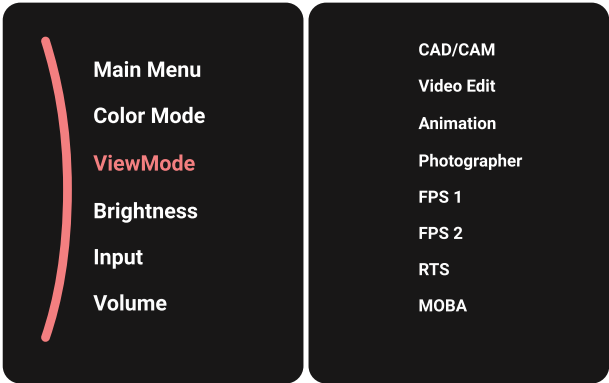 Main Menu
Color Mode
ViewMode
Brightness
Input
Volume
CAD/CAM
Video Edit
Animation
Photographer
FPS 1
FPS 2
RTS
MOBA